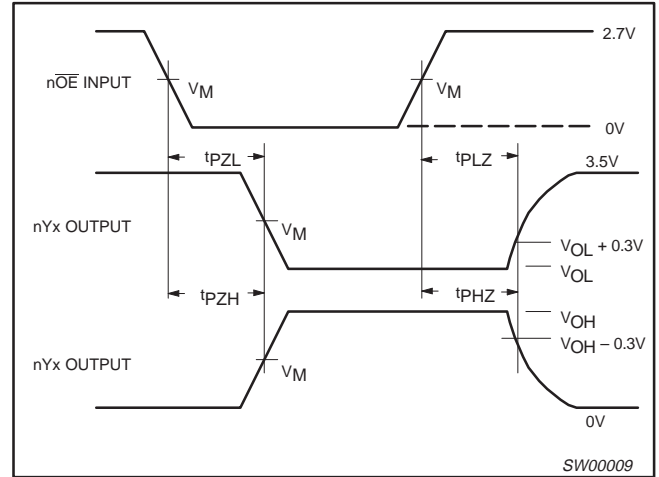 2.7V
nO̅E̅ INPUT
VM
VM
0V
tPZL
tPLZ
3.5V
nYx OUTPUT
VM
VOL + 0.3V
VOL
tPZH
tPHZ
VOH
VOH – 0.3V
nYx OUTPUT
VM
0V
SW00009